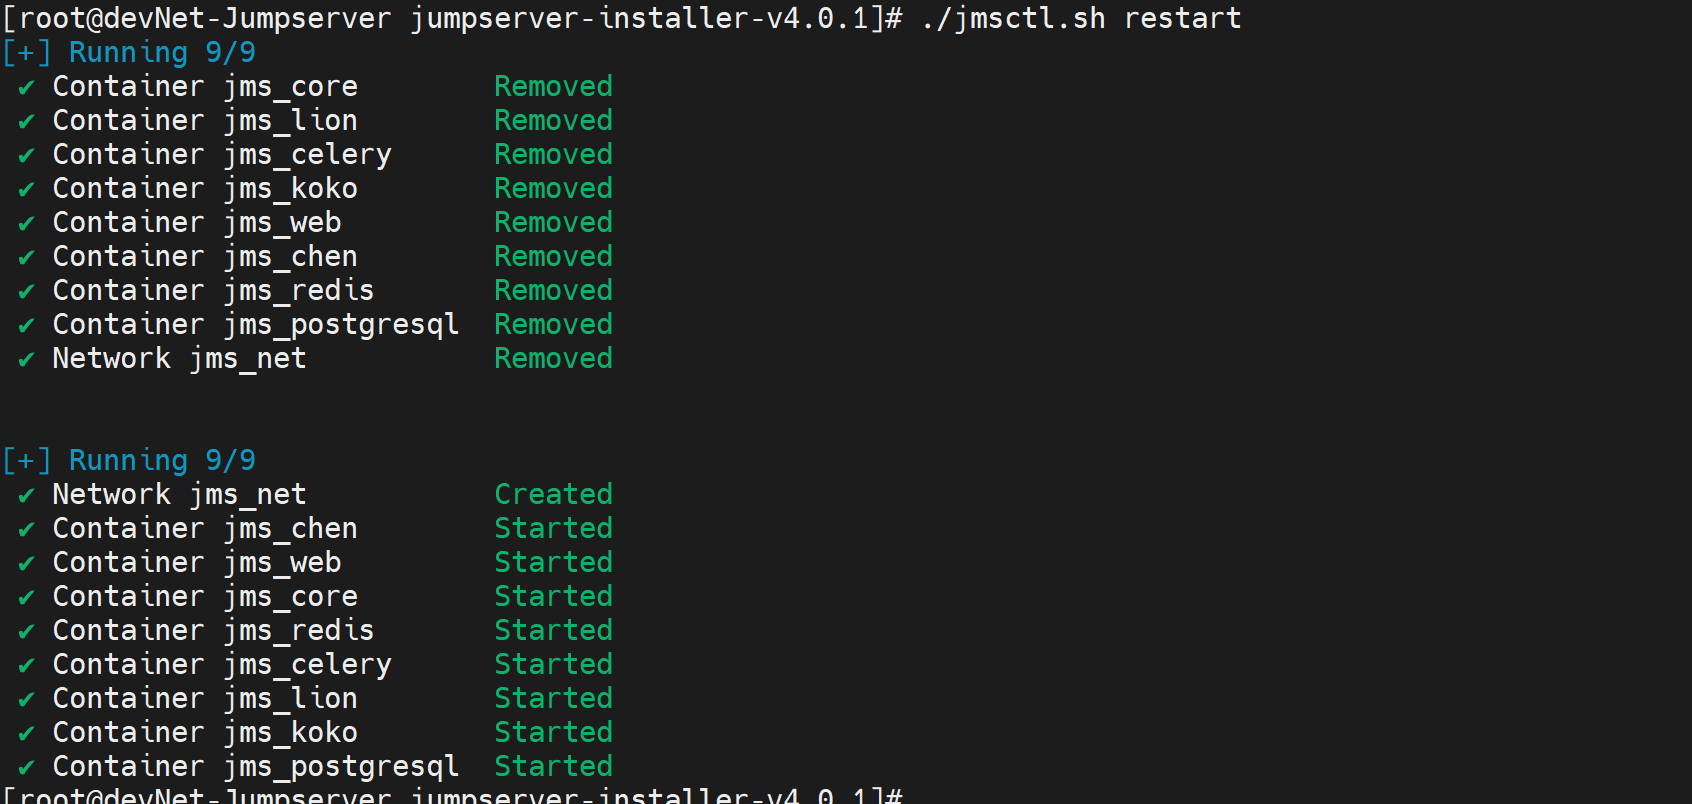 [root@devNet-Jumpserver jumpserver-installer-v4.0.1]# ./jmsctl.sh restart
[+] Running 9/9
✔ Container jms_core Removed
✔ Container jms_lion Removed
✔ Container jms_celery Removed
✔ Container jms_koko Removed
✔ Container jms_web Removed
✔ Container jms_chen Removed
✔ Container jms_redis Removed
✔ Container jms_postgresql Removed
✔ Network jms_net Removed
[+] Running 9/9
✔ Network jms_net Created
✔ Container jms_chen Started
✔ Container jms_web Started
✔ Container jms_core Started
✔ Container jms_redis Started
✔ Container jms_celery Started
✔ Container jms_lion Started
✔ Container jms_koko Started
✔ Container jms_postgresql Started
[root@devNet-Jumpserver jumpserver-installer-v4.0.1]#